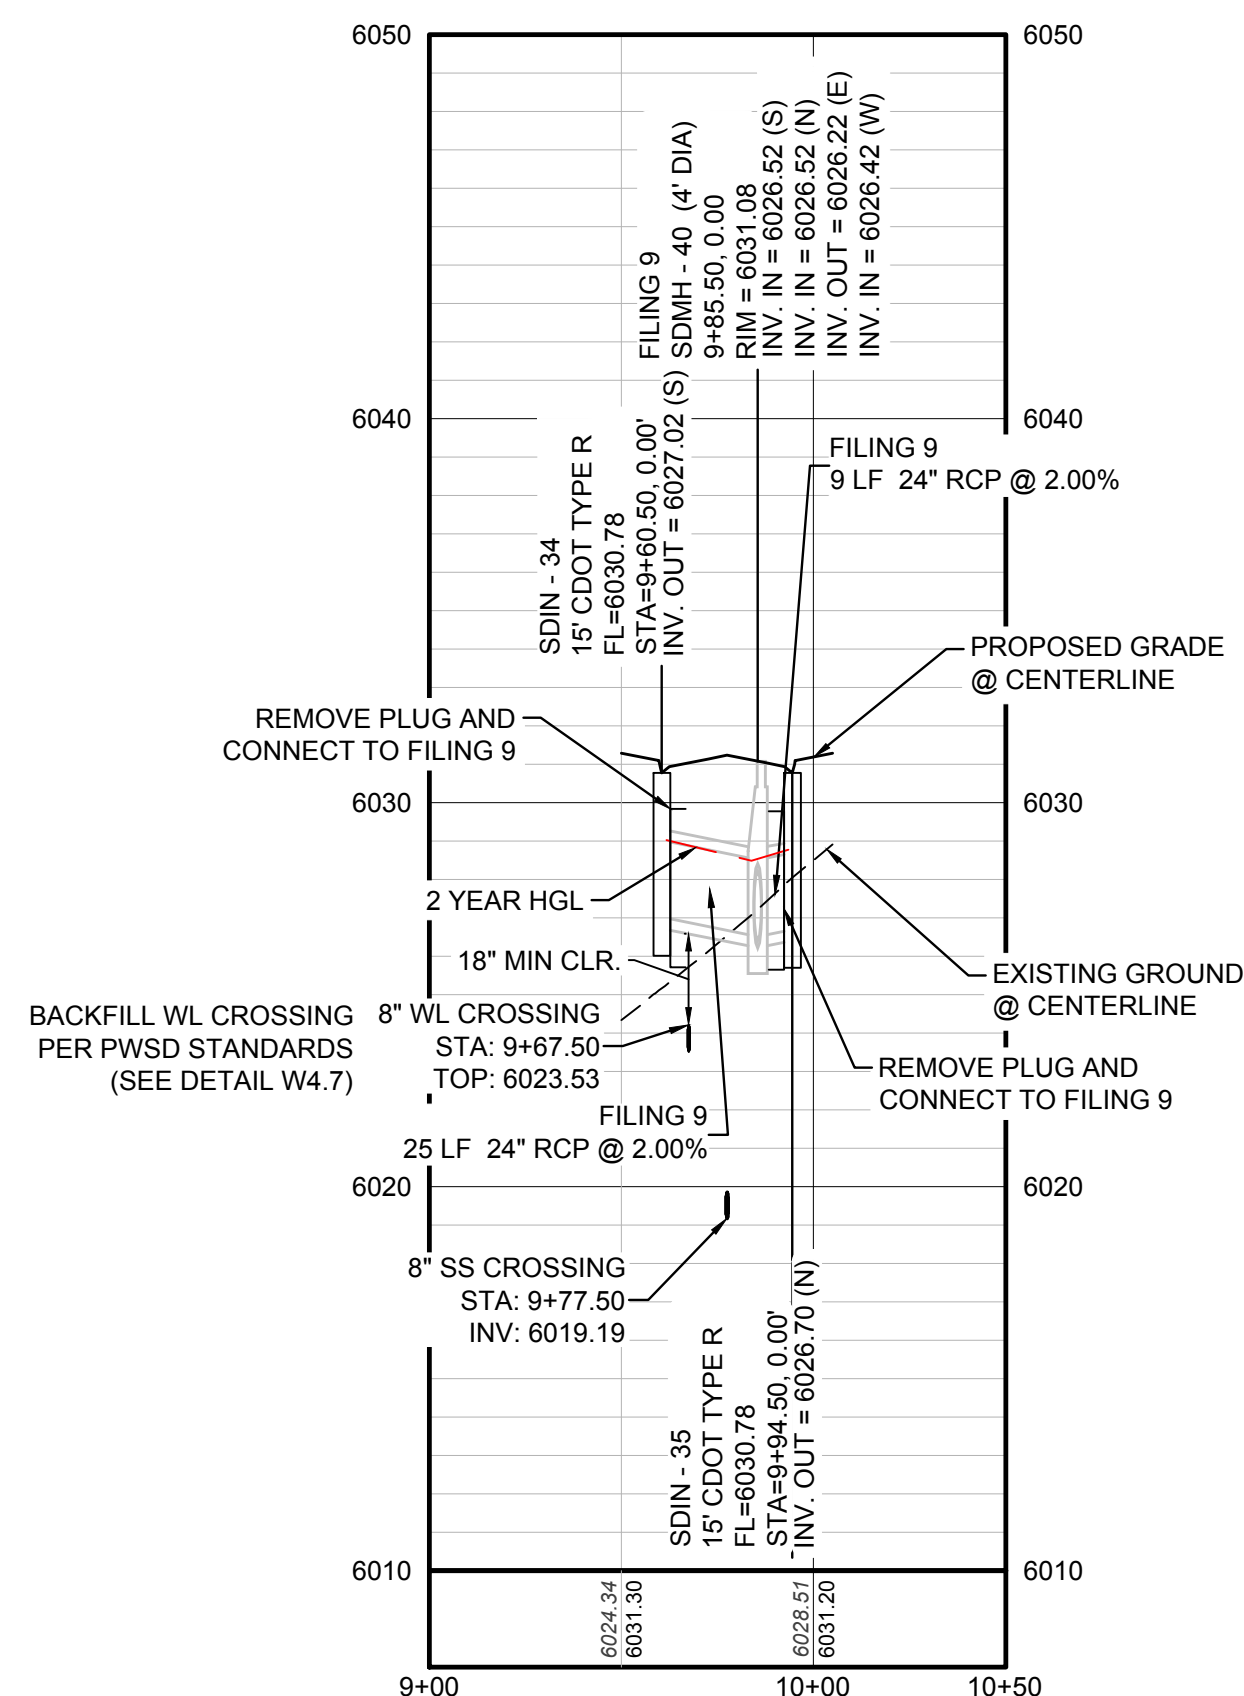 6050
6050
FILING 9
SDMH - 40 (4' DIA)
9+85.50, 0.00
RIM = 6031.08
INV. IN = 6026.52 (S)
INV. IN = 6026.52 (N)
INV. OUT = 6026.22 (E)
INV. IN = 6026.42 (W)
6040
6040
SDIN - 34
15' CDOT TYPE R
FL=6030.78
STA=9+60.50, 0.00'
INV. OUT = 6027.02 (S)
FILING 9
9 LF 24" RCP @ 2.00%
PROPOSED GRADE
@ CENTERLINE
REMOVE PLUG AND
CONNECT TO FILING 9
6030
6030
2 YEAR HGL
18" MIN CLR.
EXISTING GROUND
@ CENTERLINE
BACKFILL WL CROSSING
PER PWSD STANDARDS
(SEE DETAIL W4.7)
8" WL CROSSING
STA: 9+67.50
TOP: 6023.53
REMOVE PLUG AND
CONNECT TO FILING 9
FILING 9
25 LF 24" RCP @ 2.00%
6020
6020
8" SS CROSSING
STA: 9+77.50
INV: 6019.19
SDIN - 35
15' CDOT TYPE R
FL=6030.78
STA=9+94.50, 0.00'
INV. OUT = 6026.70 (N)
6010
6010
6024.34
6031.30
6028.51
6031.20
9+00
10+00
10+50